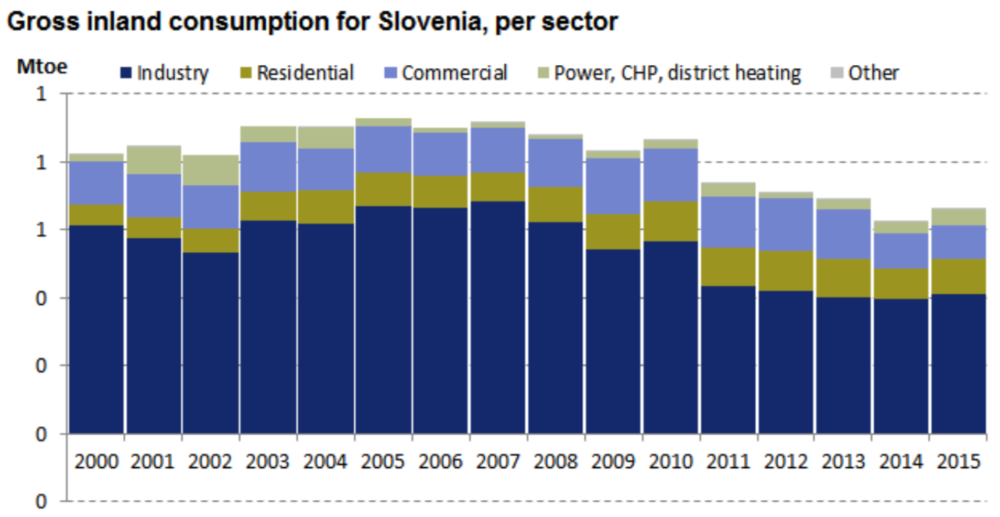 Gross inland consumption for Slovenia, per sector
Mtoe
Industry Residential Commercial Power, CHP, district heating Other
1
1
1
0
0
0
2000 2001 2002 2003 2004 2005 2006 2007 2008 2009 2010 2011 2012 2013 2014 2015
0